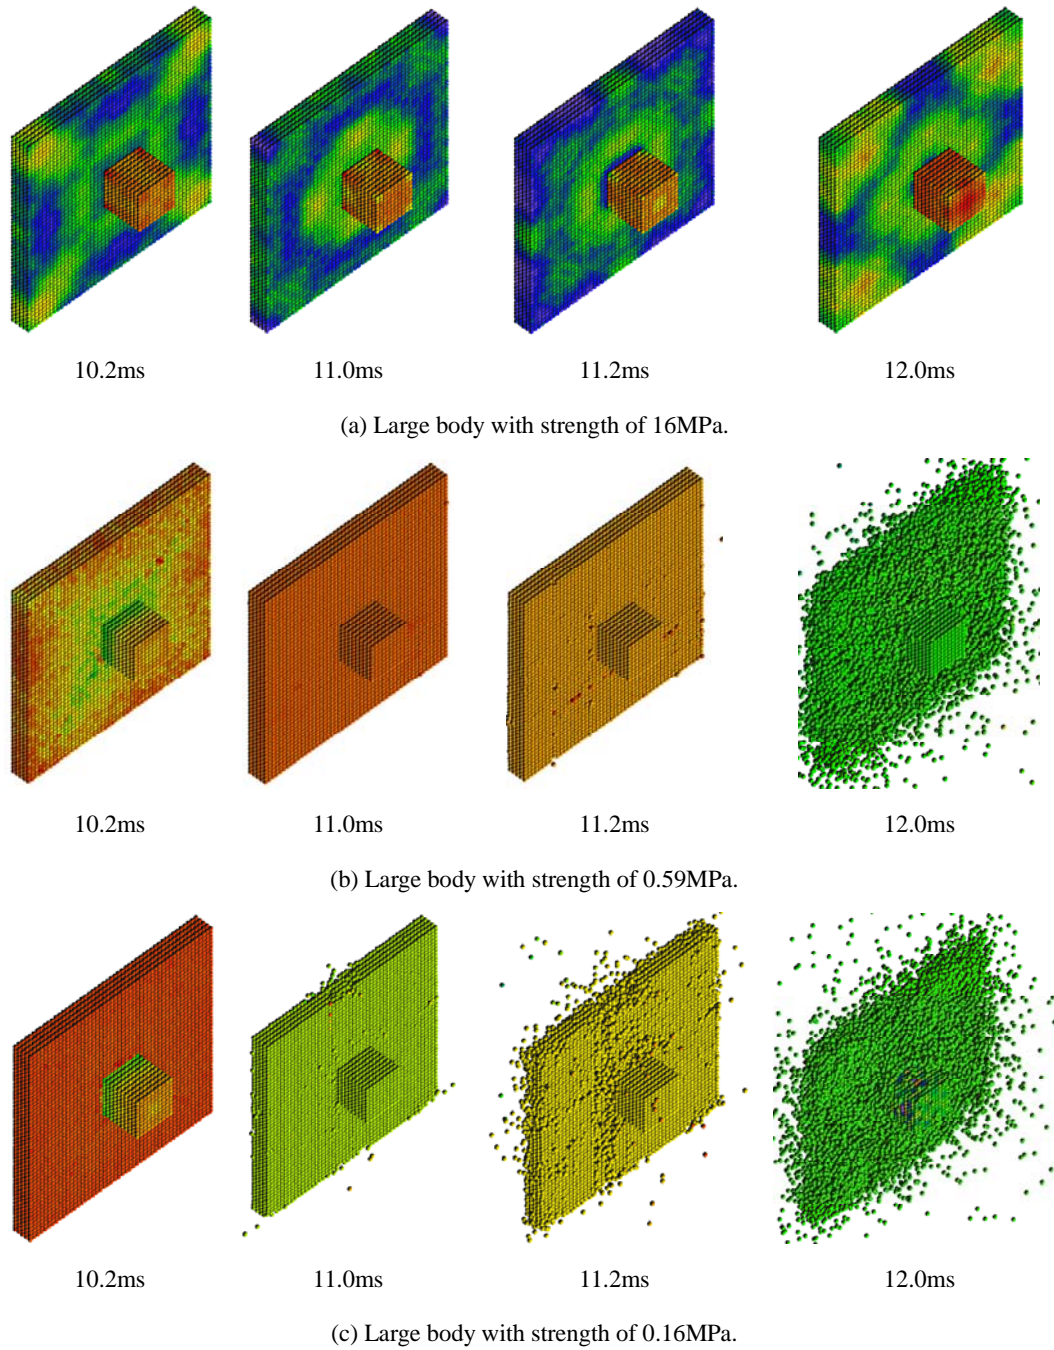 10.2ms 11.0ms 11.2ms 12.0ms
(a) Large body with strength of 16MPa.
10.2ms 11.0ms 11.2ms 12.0ms
(b) Large body with strength of 0.59MPa.
10.2ms 11.0ms 11.2ms 12.0ms
(c) Large body with strength of 0.16MPa.